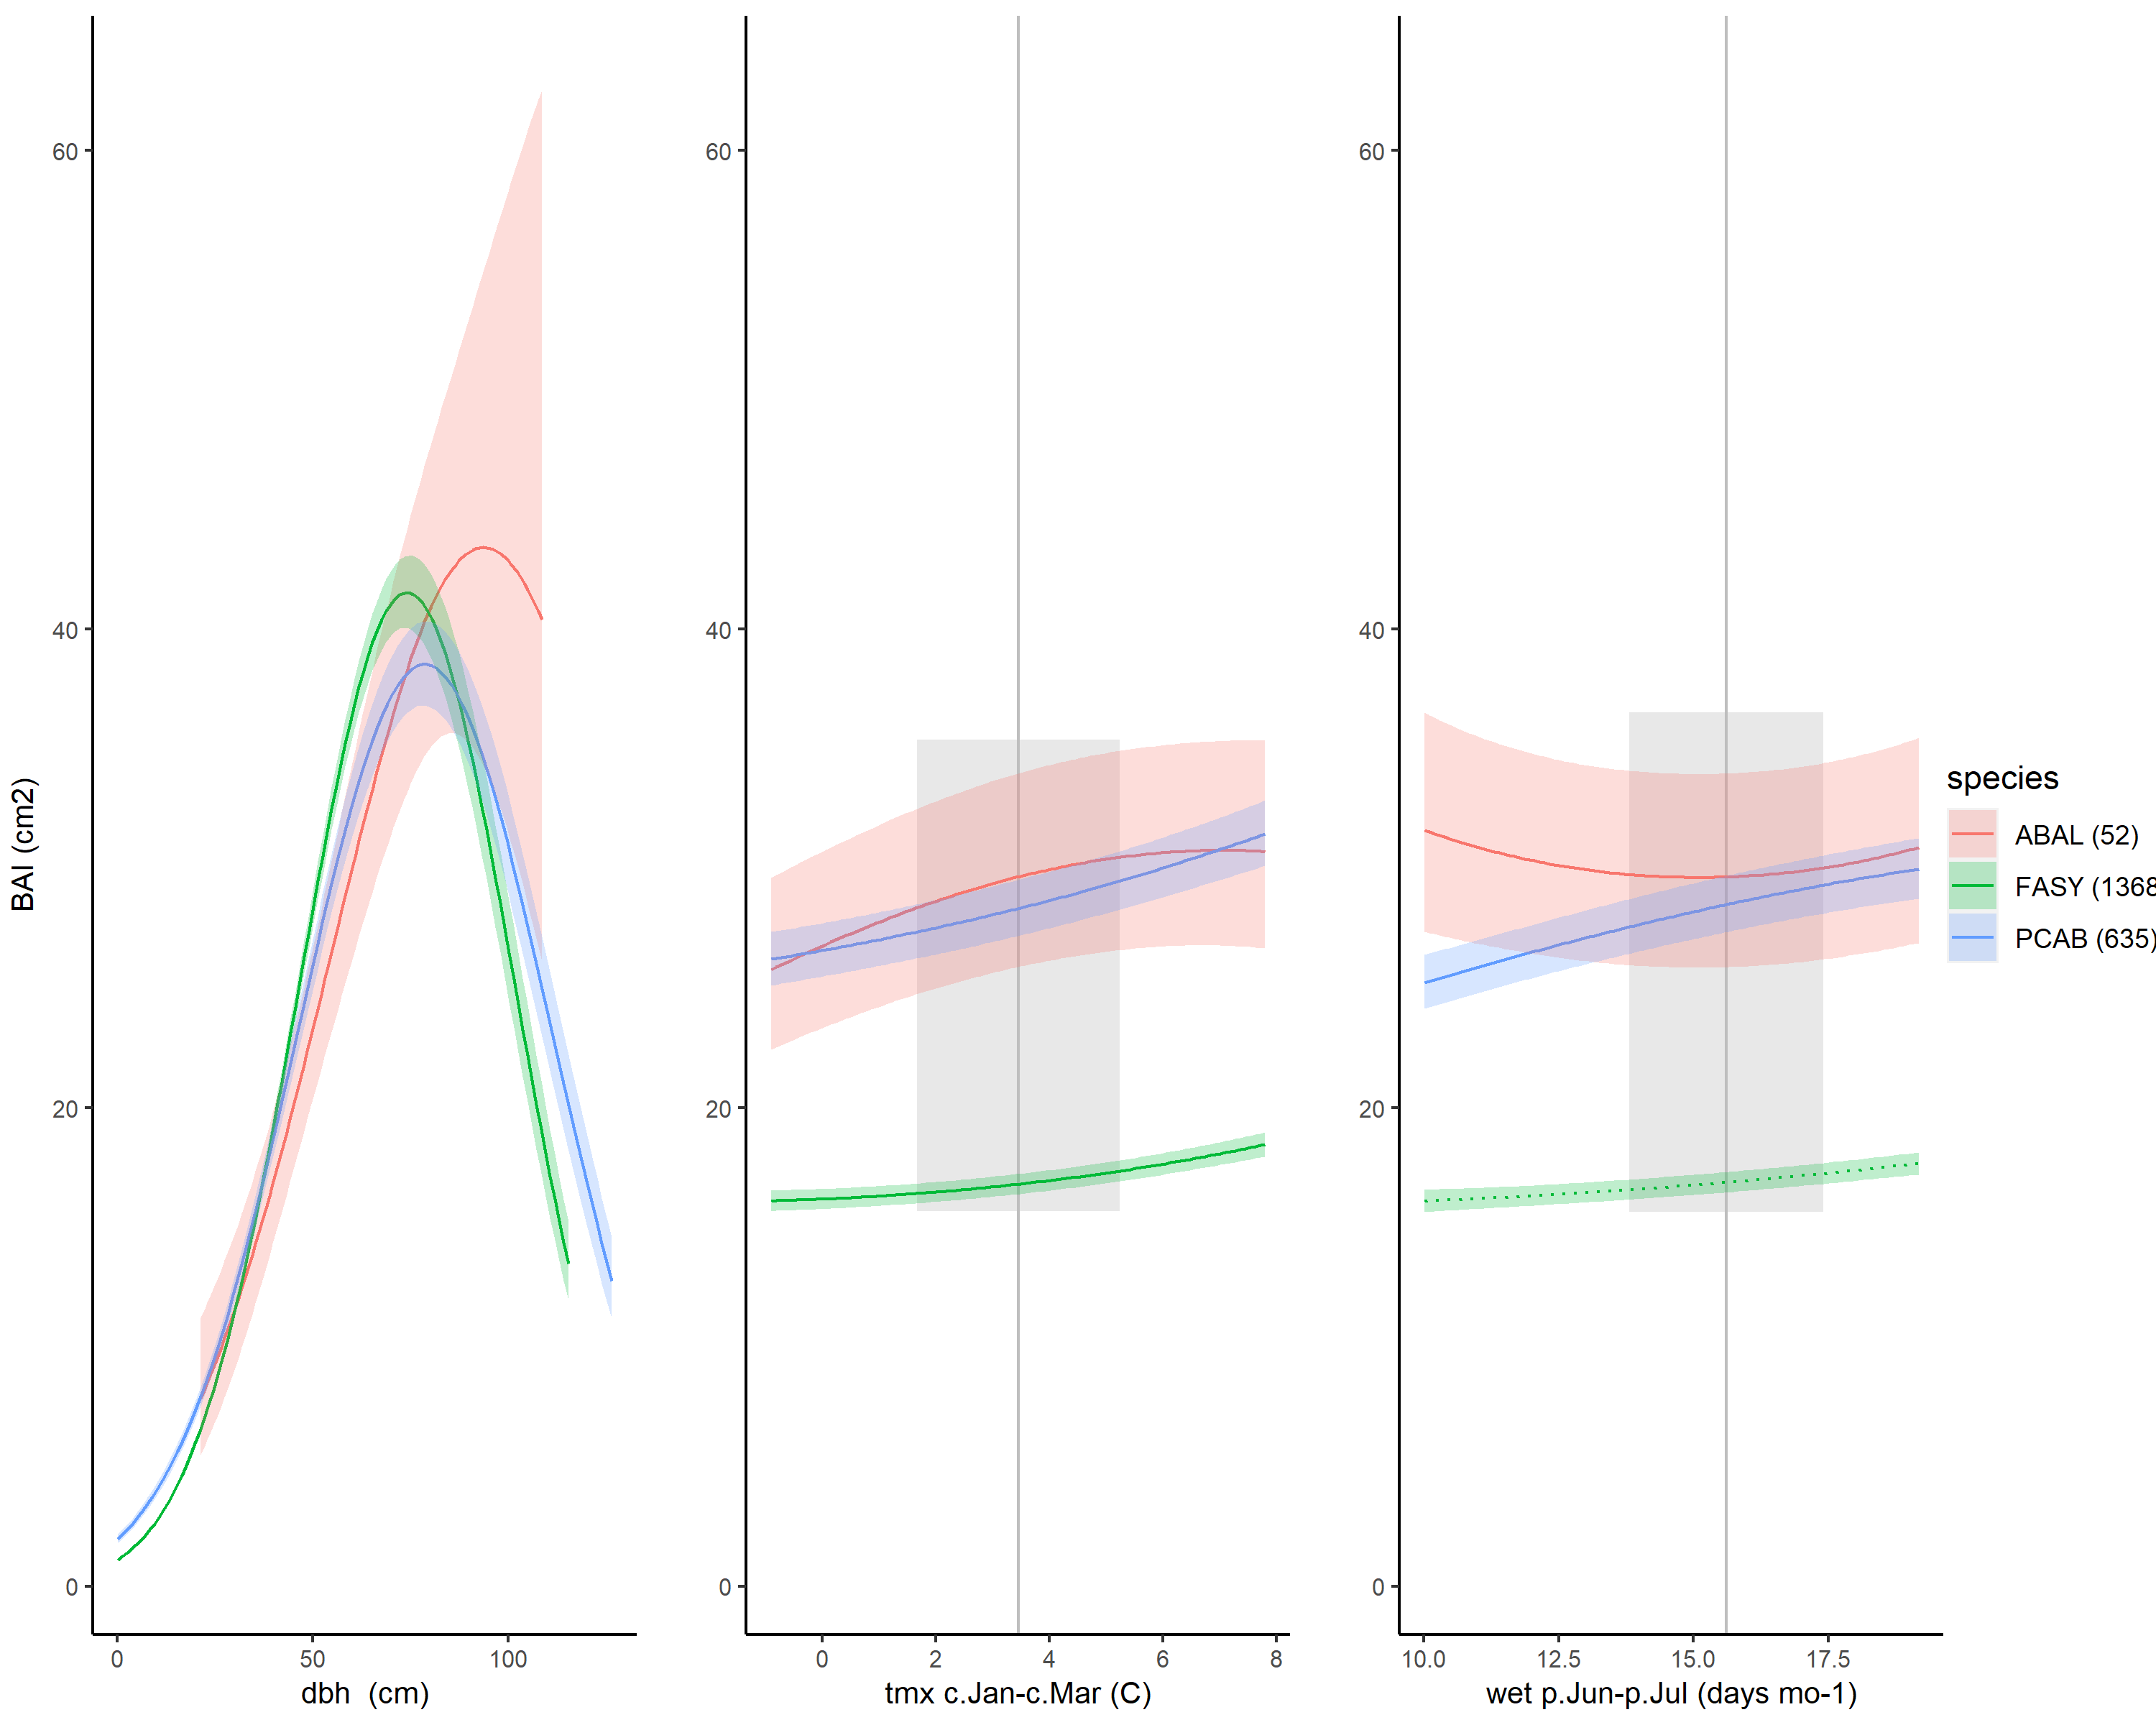 BAI (cm2)
60
40
20
0
0 50 100
dbh (cm)
60
40
20
0
0 2 4 6 8
tmx c.Jan-c.Mar (C)
60
40
20
0
10.0 12.5 15.0 17.5
wet p.Jun-p.Jul (days mo-1)
species
ABAL (52)
FASY (1368
PCAB (635)